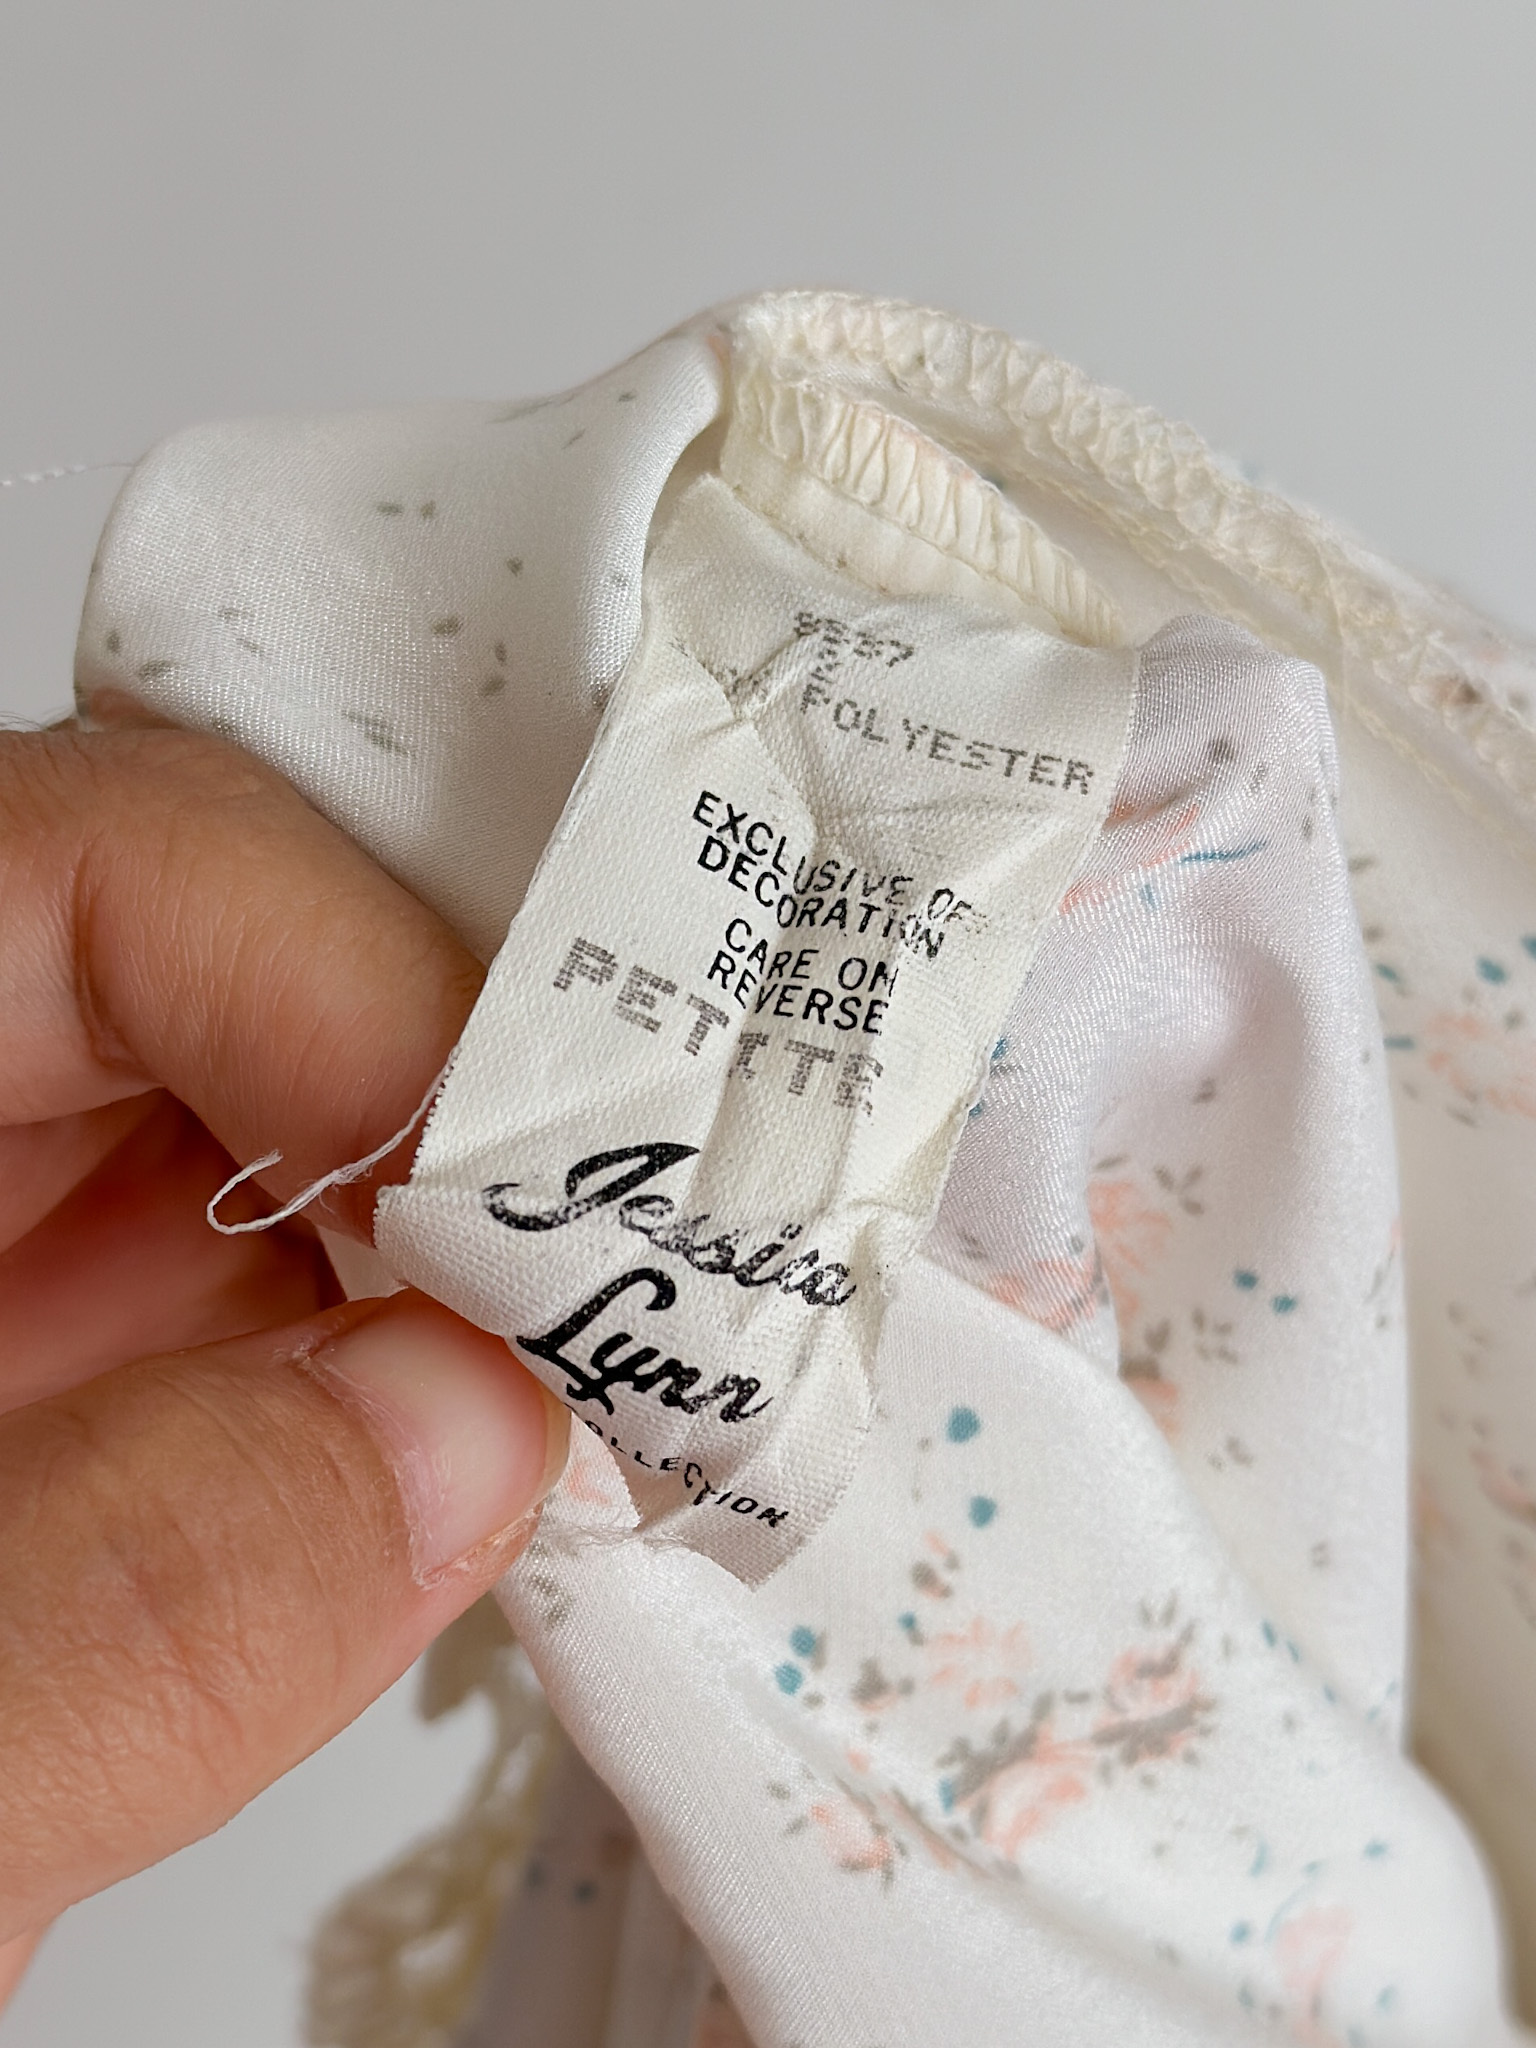 POLYESTER
EXCLUSIVE OF
DECORATION
CARE ON
REVERSE
PETITE
Jessica
Lynn
COLLECTION